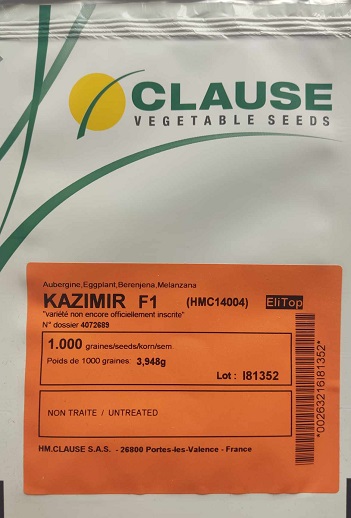 CLAUSE
VEGETABLE SEEDS
Aubergine,Eggplant,Berenjena,Melanzana
KAZIMIR F1 (HMC14004) EliTop
"variété non encore officiellement inscrite"
N° dossier 4072689
1.000 graines/seeds/korn/sem.
Poids de 1000 graines: 3,948g
Lot : I81352
*00263216I81352*
NON TRAITE / UNTREATED
HM.CLAUSE S.A.S. - 26800 Portes-les-Valence - France